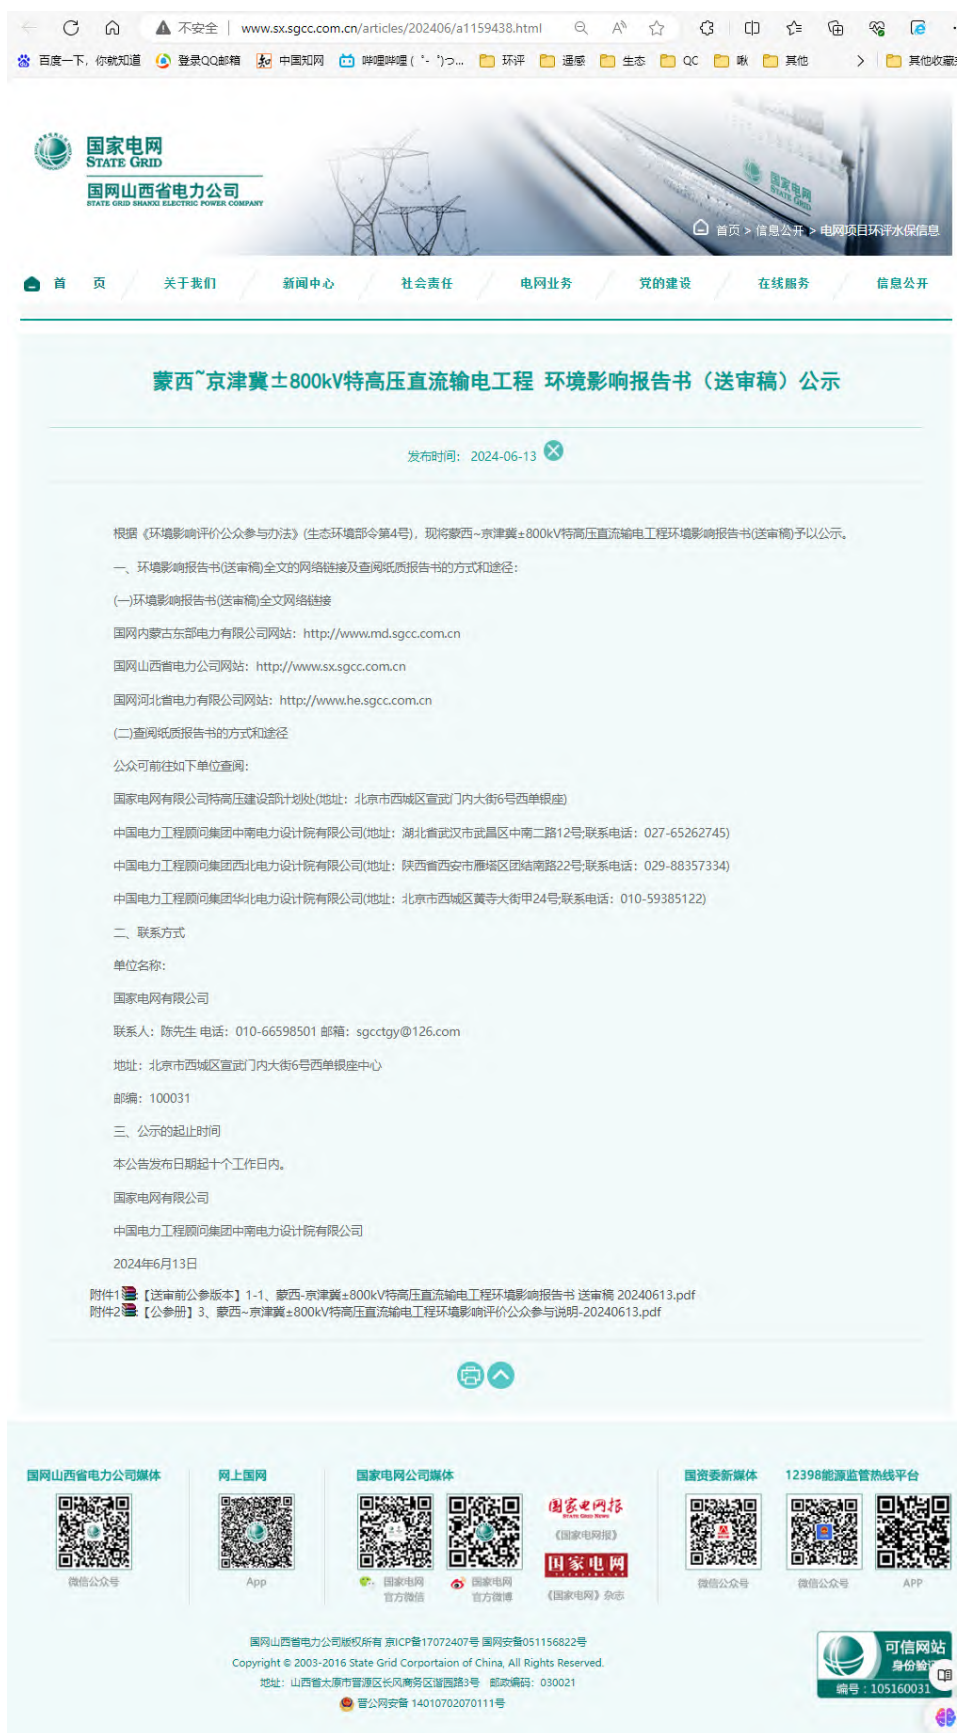 不安全 | www.sx.sgcc.com.cn/articles/202406/a1159438.html
百度一下，你就知道 登录QQ邮箱 中国知网 哔哩哔哩 ( ゜- ゜)つ... 环评 遥感 生态 QC 啾 其他 其他收藏夹
国家电网
STATE GRID
国网山西省电力公司
STATE GRID SHANXI ELECTRIC POWER COMPANY
国家电网
STATE GRID
首页 > 信息公开 > 电网项目环评水保信息
首 页 关于我们 新闻中心 社会责任 电网业务 党的建设 在线服务 信息公开
蒙西~京津冀±800kV特高压直流输电工程 环境影响报告书（送审稿）公示
发布时间： 2024-06-13
根据《环境影响评价公众参与办法》(生态环境部令第4号)，现将蒙西~京津冀±800kV特高压直流输电工程环境影响报告书(送审稿)予以公示。
一、环境影响报告书(送审稿)全文的网络链接及查阅纸质报告书的方式和途径：
(一)环境影响报告书(送审稿)全文网络链接
国网内蒙古东部电力有限公司网站：http://www.md.sgcc.com.cn
国网山西省电力公司网站：http://www.sx.sgcc.com.cn
国网河北省电力有限公司网站：http://www.he.sgcc.com.cn
(二)查阅纸质报告书的方式和途径
公众可前往如下单位查阅：
国家电网有限公司特高压建设部计划处(地址：北京市西城区宣武门内大街6号西单银座)
中国电力工程顾问集团中南电力设计院有限公司(地址：湖北省武汉市武昌区中南二路12号;联系电话：027-65262745)
中国电力工程顾问集团西北电力设计院有限公司(地址：陕西省西安市雁塔区团结南路22号;联系电话：029-88357334)
中国电力工程顾问集团华北电力设计院有限公司(地址：北京市西城区黄寺大街甲24号;联系电话：010-59385122)
二、联系方式
单位名称：
国家电网有限公司
联系人：陈先生 电话：010-66598501 邮箱：sgcctgy@126.com
地址：北京市西城区宣武门内大街6号西单银座中心
邮编：100031
三、公示的起止时间
本公告发布日期起十个工作日内。
国家电网有限公司
中国电力工程顾问集团中南电力设计院有限公司
2024年6月13日
附件1：【送审前公参版本】1-1、蒙西-京津冀±800kV特高压直流输电工程环境影响报告书 送审稿 20240613.pdf
附件2：【公参册】3、蒙西~京津冀±800kV特高压直流输电工程环境影响评价公众参与说明-20240613.pdf
国网山西省电力公司媒体 网上国网 国家电网公司媒体 国资委新媒体 12398能源监管热线平台
国家电网报
STATE GRID NEWS
《国家电网报》
国家电网
微信公众号 App 国家电网 官方微信 国家电网 官方微博 《国家电网》杂志 微信公众号 微信公众号 APP
国网山西省电力公司版权所有 京ICP备17072407号 国网安备051156822号
Copyright © 2003-2016 State Grid Corportaion of China, All Rights Reserved.
地址：山西省太原市晋源区长风商务区谐园路3号 邮政编码：030021
晋公网安备 14010702070111号
可信网站
身份验
编号：105160031